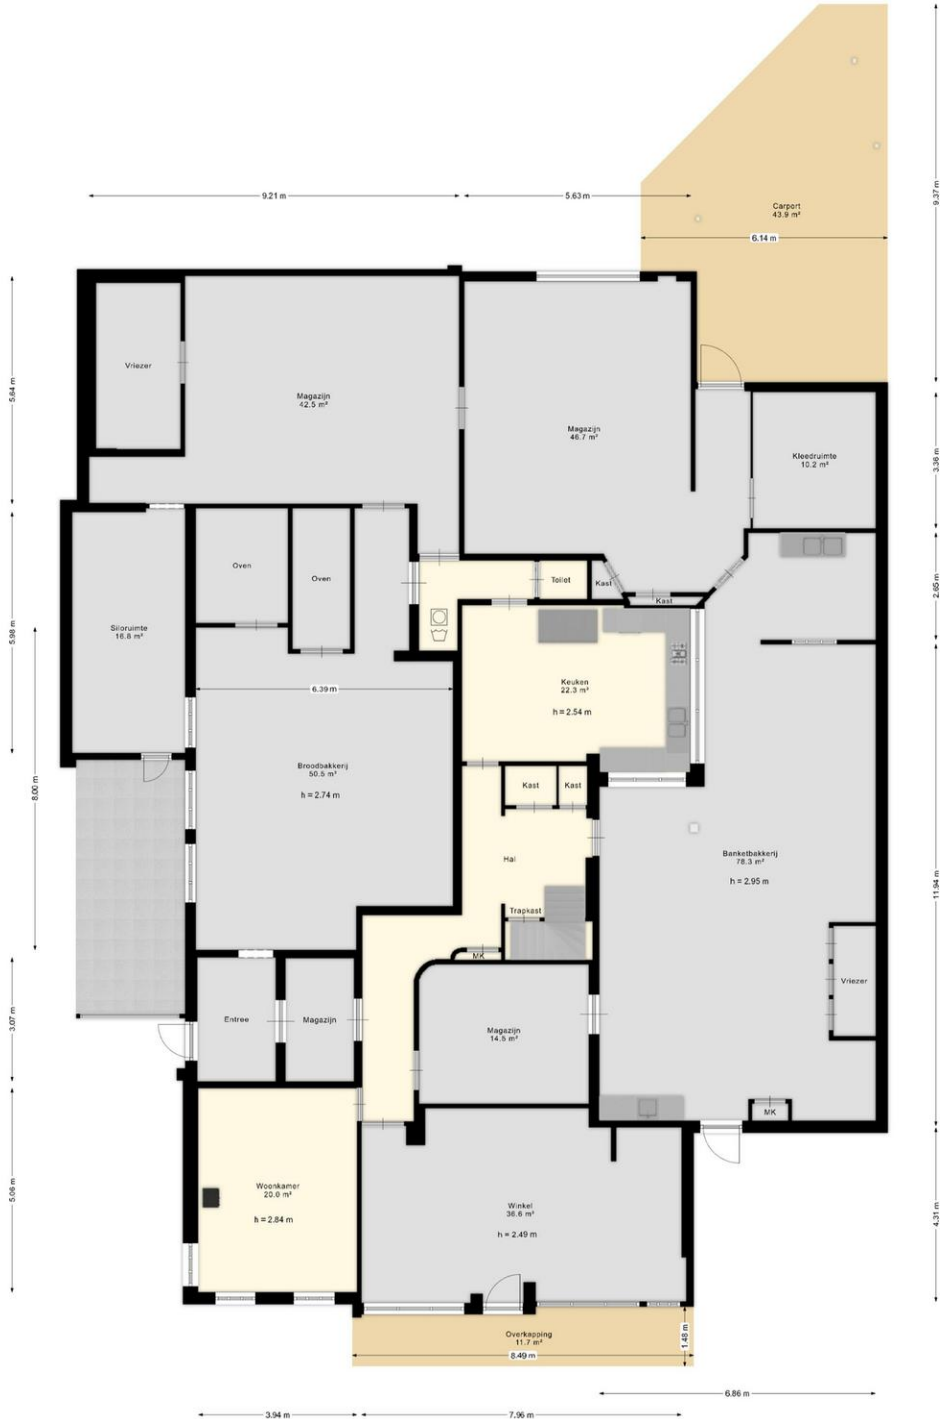 9.37 m
9.21 m
5.63 m
Carport
43.9 m²
6.14 m
5.64 m
Vriezer
Magazijn
42.5 m²
Magazijn
46.7 m²
Kleedruimte
10.2 m²
3.36 m
Oven
Oven
Toilet
Kast
Kast
2.65 m
Siloruimte
16.8 m²
5.98 m
6.39 m
Keuken
22.3 m²
h = 2.54 m
Broodbakkerij
50.5 m²
h = 2.74 m
8.00 m
Kast
Kast
Hal
Banketbakkerij
78.3 m²
h = 2.95 m
11.94 m
Trapkast
MK
Vriezer
Entree
Magazijn
Magazijn
14.5 m²
3.07 m
MK
Woonkamer
20.0 m²
h = 2.84 m
5.06 m
Winkel
36.6 m²
h = 2.49 m
4.31 m
Overkapping
11.7 m²
8.49 m
1.48 m
6.86 m
3.94 m
7.96 m